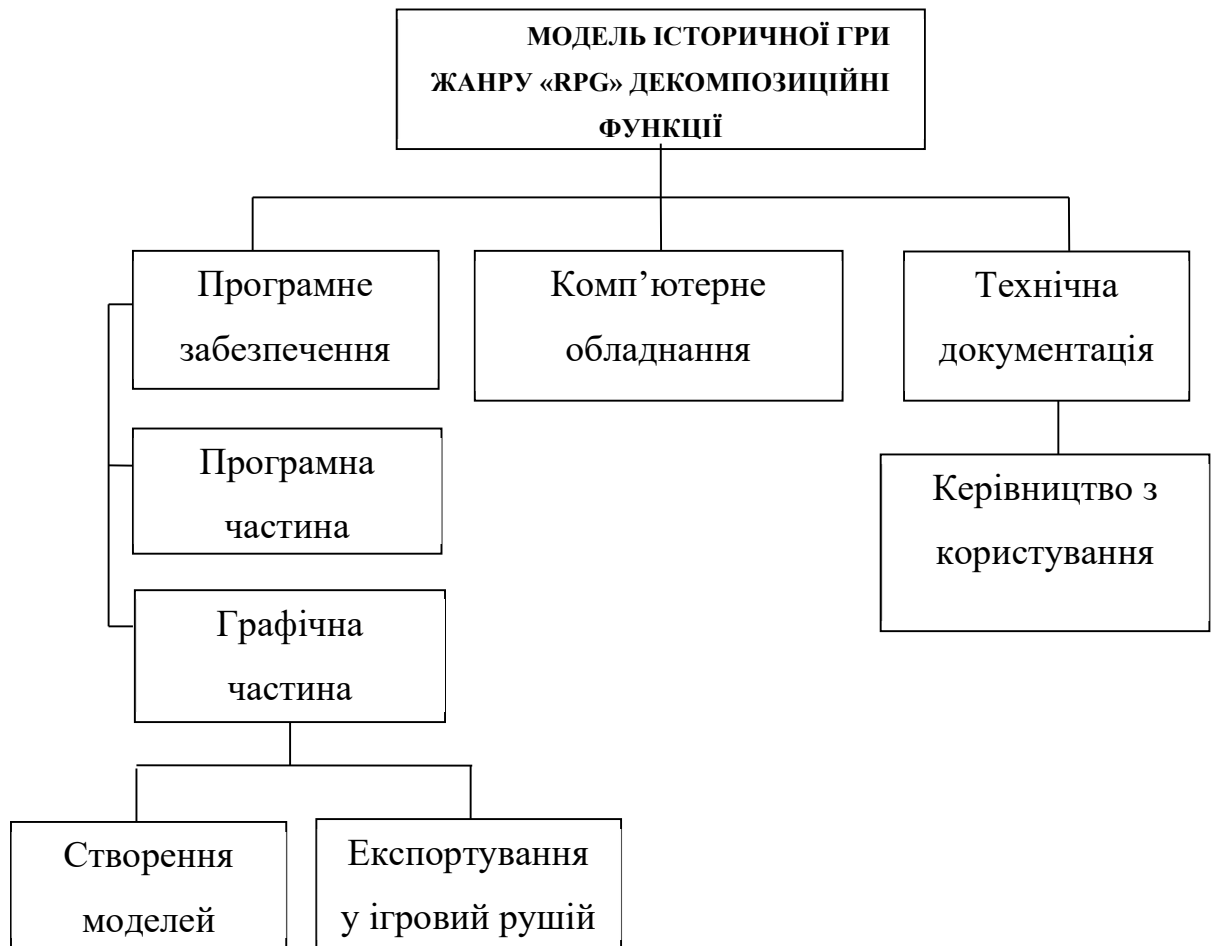 МОДЕЛЬ ІСТОРИЧНОЇ ГРИ
ЖАНРУ «RPG» ДЕКОМПОЗИЦІЙНІ
ФУНКЦІЇ
Програмне
забезпечення
Комп’ютерне
обладнання
Технічна
документація
Програмна
частина
Керівництво з
користування
Графічна
частина
Створення
моделей
Експортування
у ігровий рушій